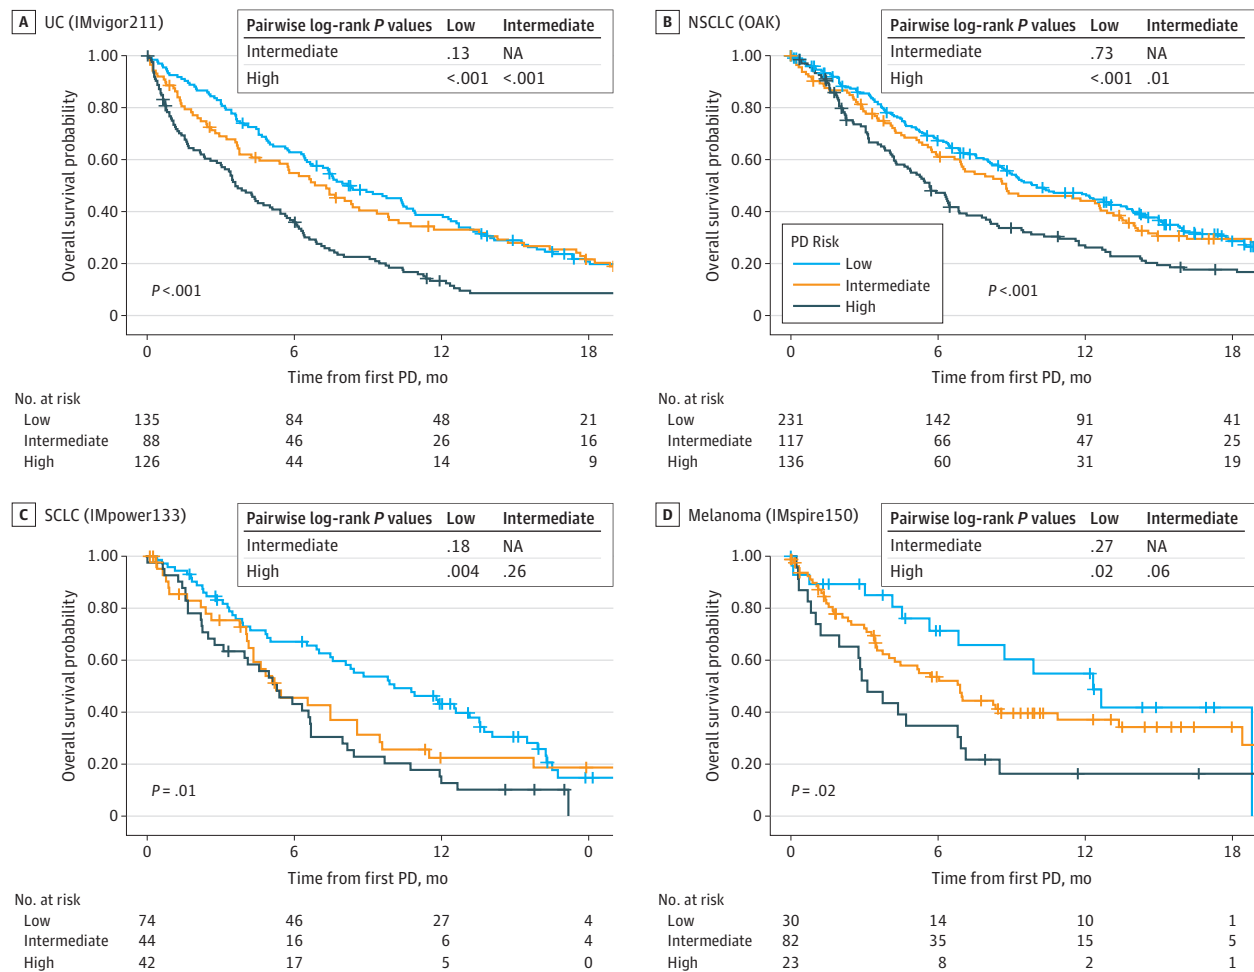 A UC (IMvigor211)
Pairwise log-rank P values Low Intermediate
Intermediate .13 NA
High <.001 <.001
1.00
0.80
0.60
0.40
0.20
0
Overall survival probability
P <.001
0 6 12 18
Time from first PD, mo
No. at risk
Low 135 84 48 21
Intermediate 88 46 26 16
High 126 44 14 9
B NSCLC (OAK)
Pairwise log-rank P values Low Intermediate
Intermediate .73 NA
High <.001 .01
1.00
0.80
0.60
0.40
0.20
0
Overall survival probability
PD Risk
Low
Intermediate
High
P <.001
0 6 12 18
Time from first PD, mo
No. at risk
Low 231 142 91 41
Intermediate 117 66 47 25
High 136 60 31 19
C SCLC (IMpower133)
Pairwise log-rank P values Low Intermediate
Intermediate .18 NA
High .004 .26
1.00
0.80
0.60
0.40
0.20
0
Overall survival probability
P = .01
0 6 12 0
Time from first PD, mo
No. at risk
Low 74 46 27 4
Intermediate 44 16 6 4
High 42 17 5 0
D Melanoma (IMspire150)
Pairwise log-rank P values Low Intermediate
Intermediate .27 NA
High .02 .06
1.00
0.80
0.60
0.40
0.20
0
Overall survival probability
P = .02
0 6 12 18
Time from first PD, mo
No. at risk
Low 30 14 10 1
Intermediate 82 35 15 5
High 23 8 2 1